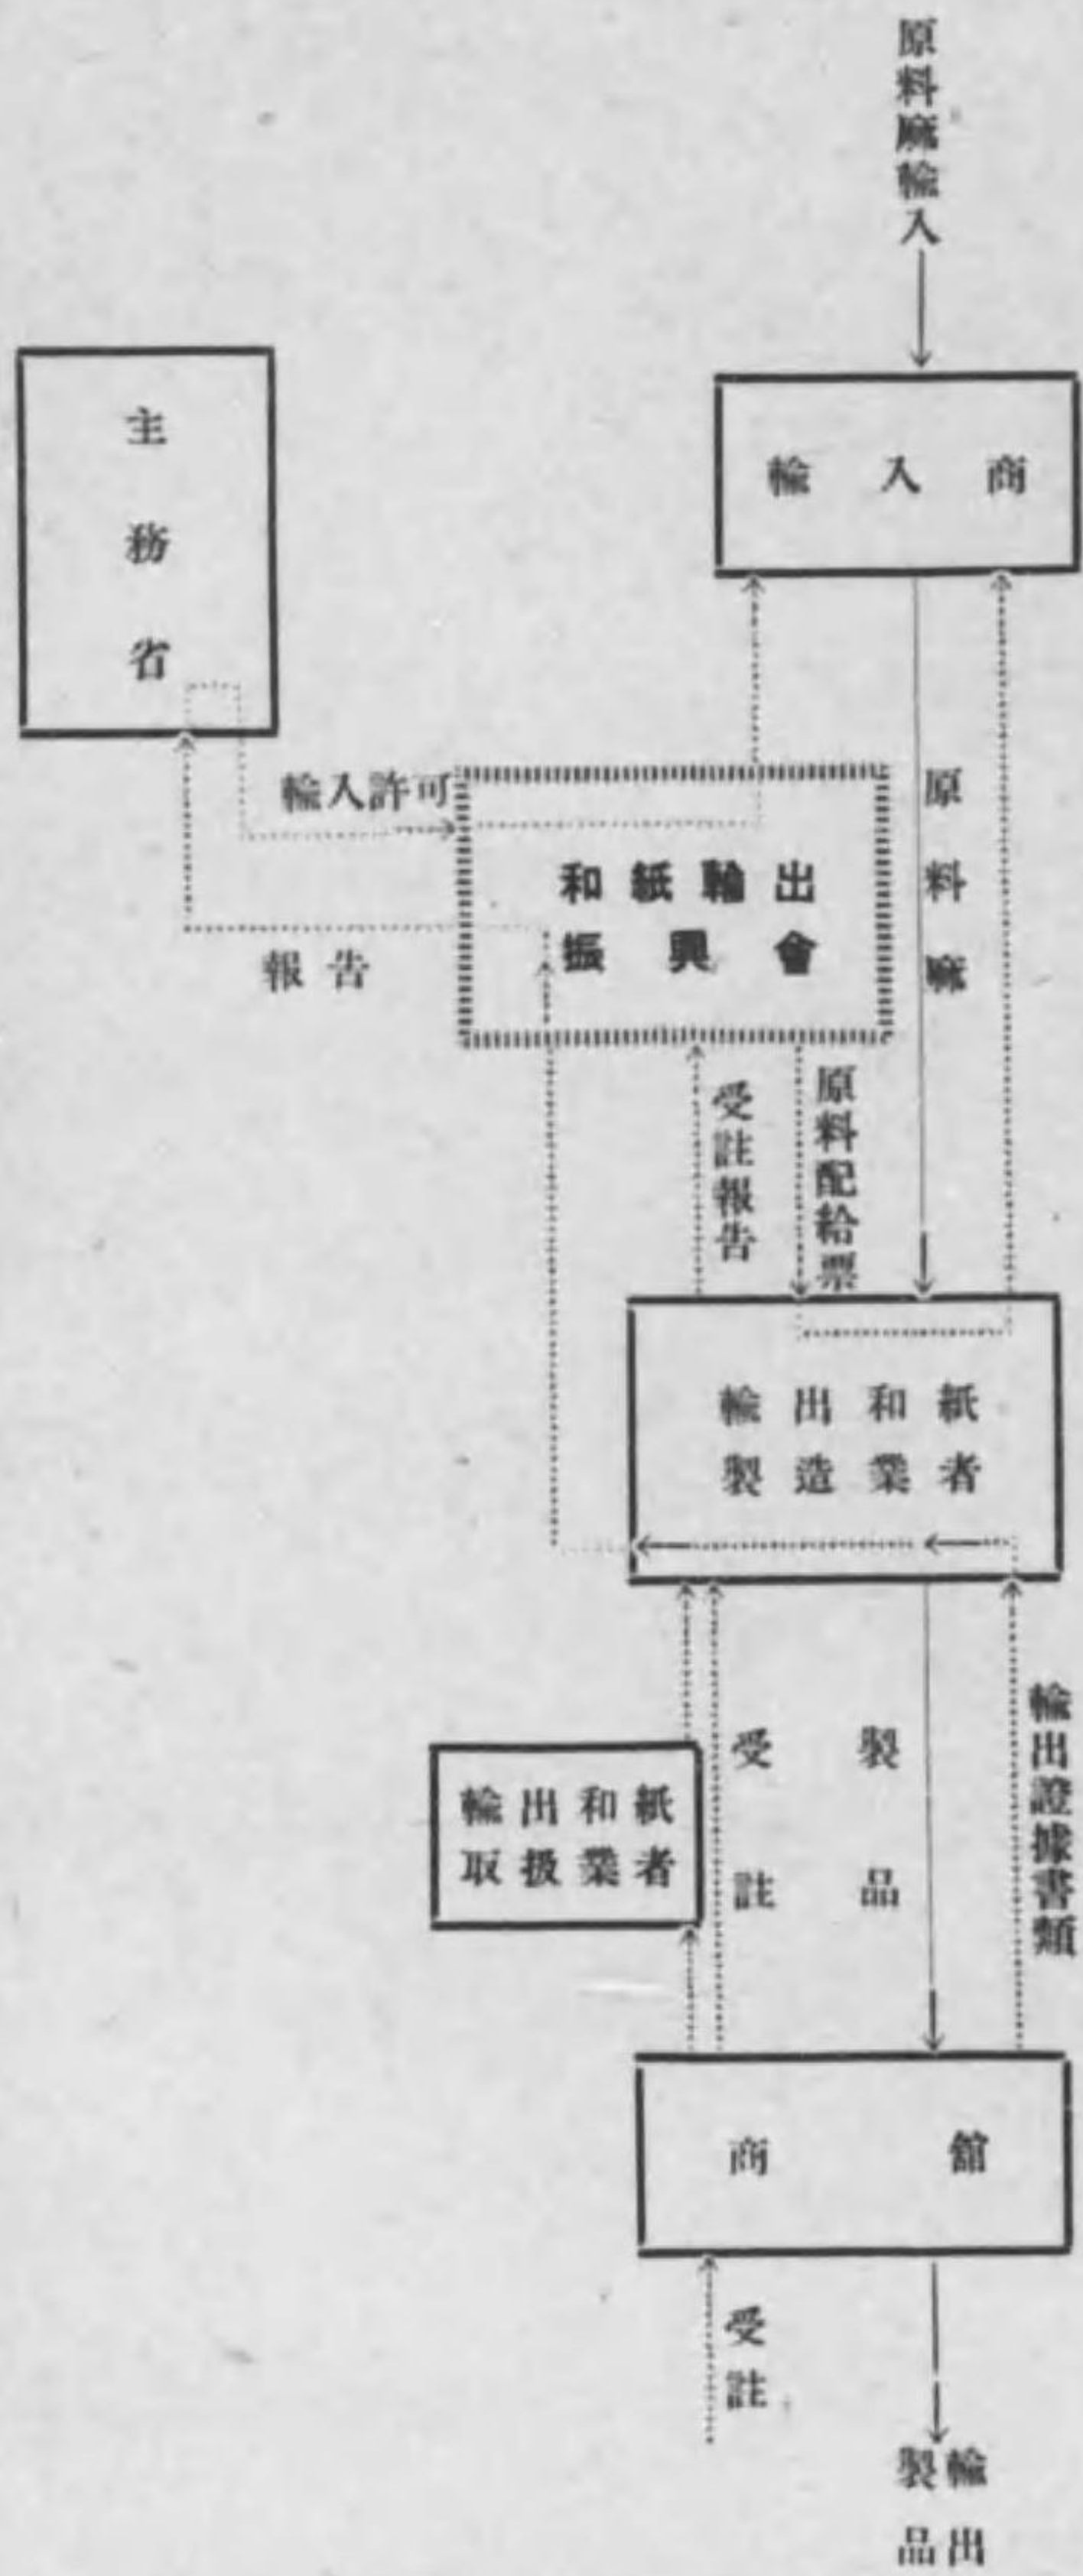 原料麻輸入
輸入商
主務省
輸入許可
原料麻
和紙輸出
振興會
報告
受註報告
原料配給票
輸出和紙
製造業者
輸出證據書類
受註
製品
輸出和紙
取扱業者
商館
受註
輸出
製品